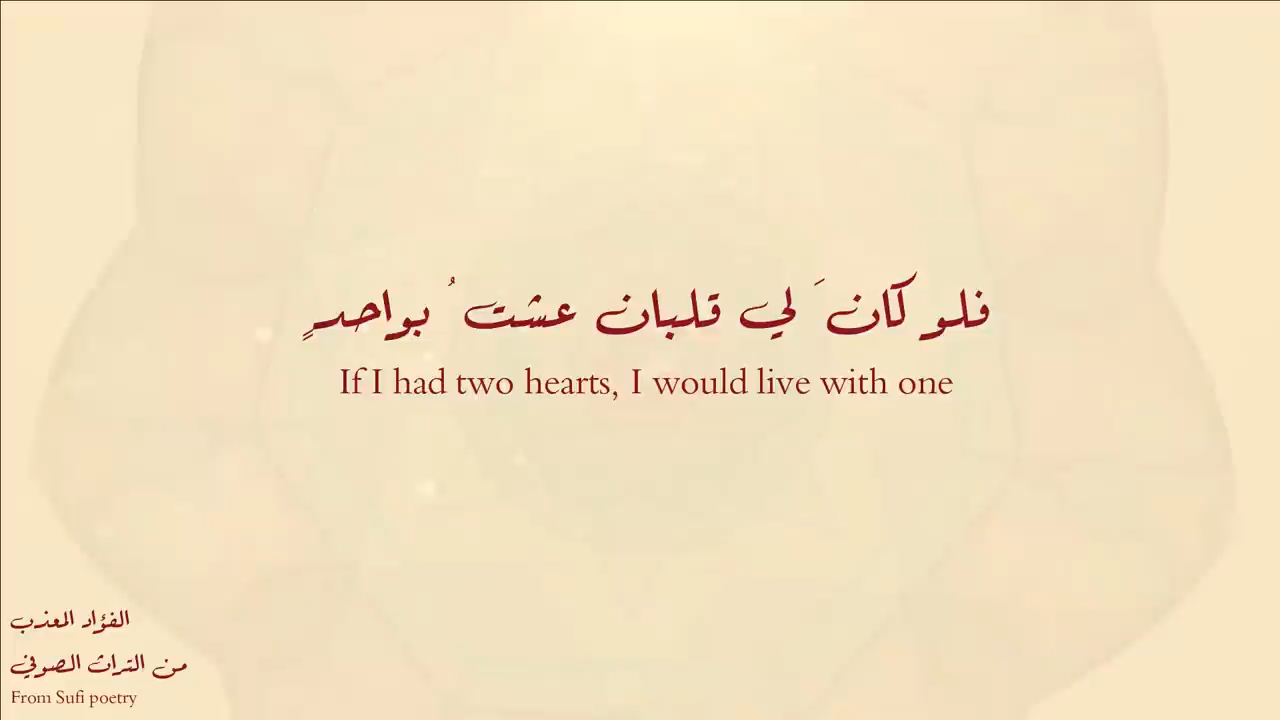 فلو كانَ لي قلبان عشتُ بواحدٍ
If I had two hearts, I would live with one
الفؤاد المعذب
من التراث الصوفي
From Sufi poetry